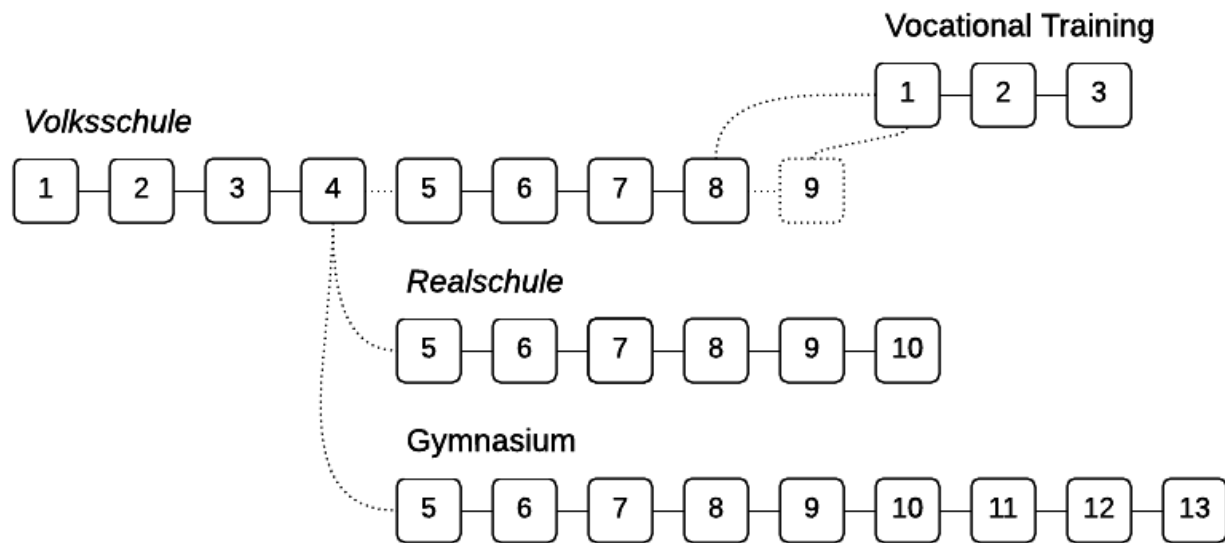 Vocational Training
1 2 3
Volksschule
1 2 3 4 5 6 7 8 9
Realschule
5 6 7 8 9 10
Gymnasium
5 6 7 8 9 10 11 12 13